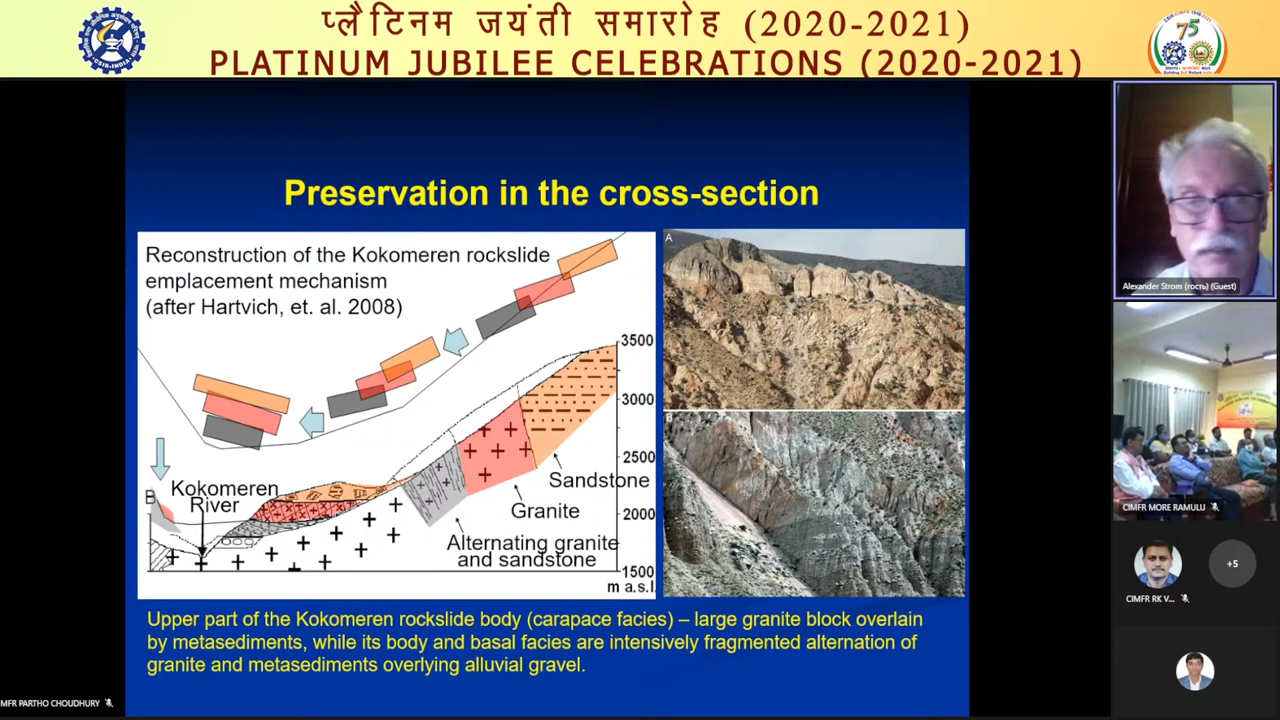 प्लैटिनम जयंती समारोह (2020-2021)
PLATINUM JUBILEE CELEBRATIONS (2020-2021)
CSIR-INDIA
75
Preservation in the cross-section
Reconstruction of the Kokomeren rockslide
emplacement mechanism
(after Hartvich, et. al. 2008)
3500
3000
2500
2000
1500
m a.s.l.
B
Kokomeren
River
Sandstone
Granite
Alternating granite
and sandstone
A
B
Upper part of the Kokomeren rockslide body (carapace facies) – large granite block overlain
by metasediments, while its body and basal facies are intensively fragmented alternation of
granite and metasediments overlying alluvial gravel.
Alexander Strom (гость) (Guest)
CIMFR MORE RAMULU
CIMFR RK V...
+5
MFR PARTHO CHOUDHURY